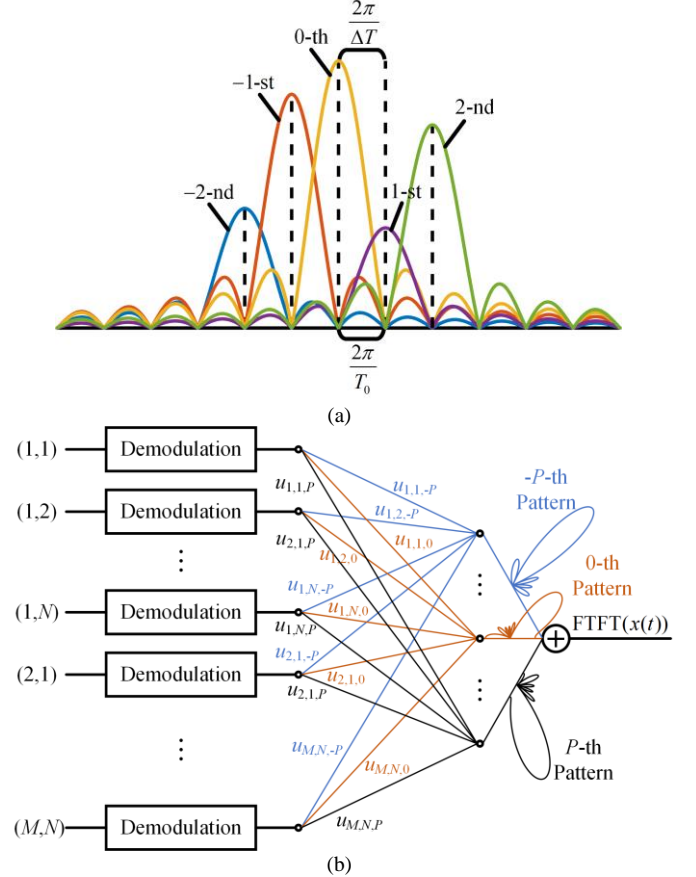 0-th
2π
ΔT
−1-st
2-nd
−2-nd
1-st
2π
T₀
(a)
(1,1)
Demodulation
u₁,₁,P
u₁,₁,-P
-P-th
Pattern
(1,2)
Demodulation
u₁,₂,-P
u₂,₁,P
u₁,₂,₀
u₁,₁,₀
⋮
⋮
0-th
Pattern
(1,N)
Demodulation
u₁,N,-P
u₁,N,₀
u₁,N,P
FTFT(x(t))
(2,1)
Demodulation
u₂,₁,-P
u₂,₁,₀
u₂,₁,P
⋮
⋮
⋮
P-th
Pattern
uM,N,-P
uM,N,₀
uM,N,P
(M,N)
Demodulation
(b)